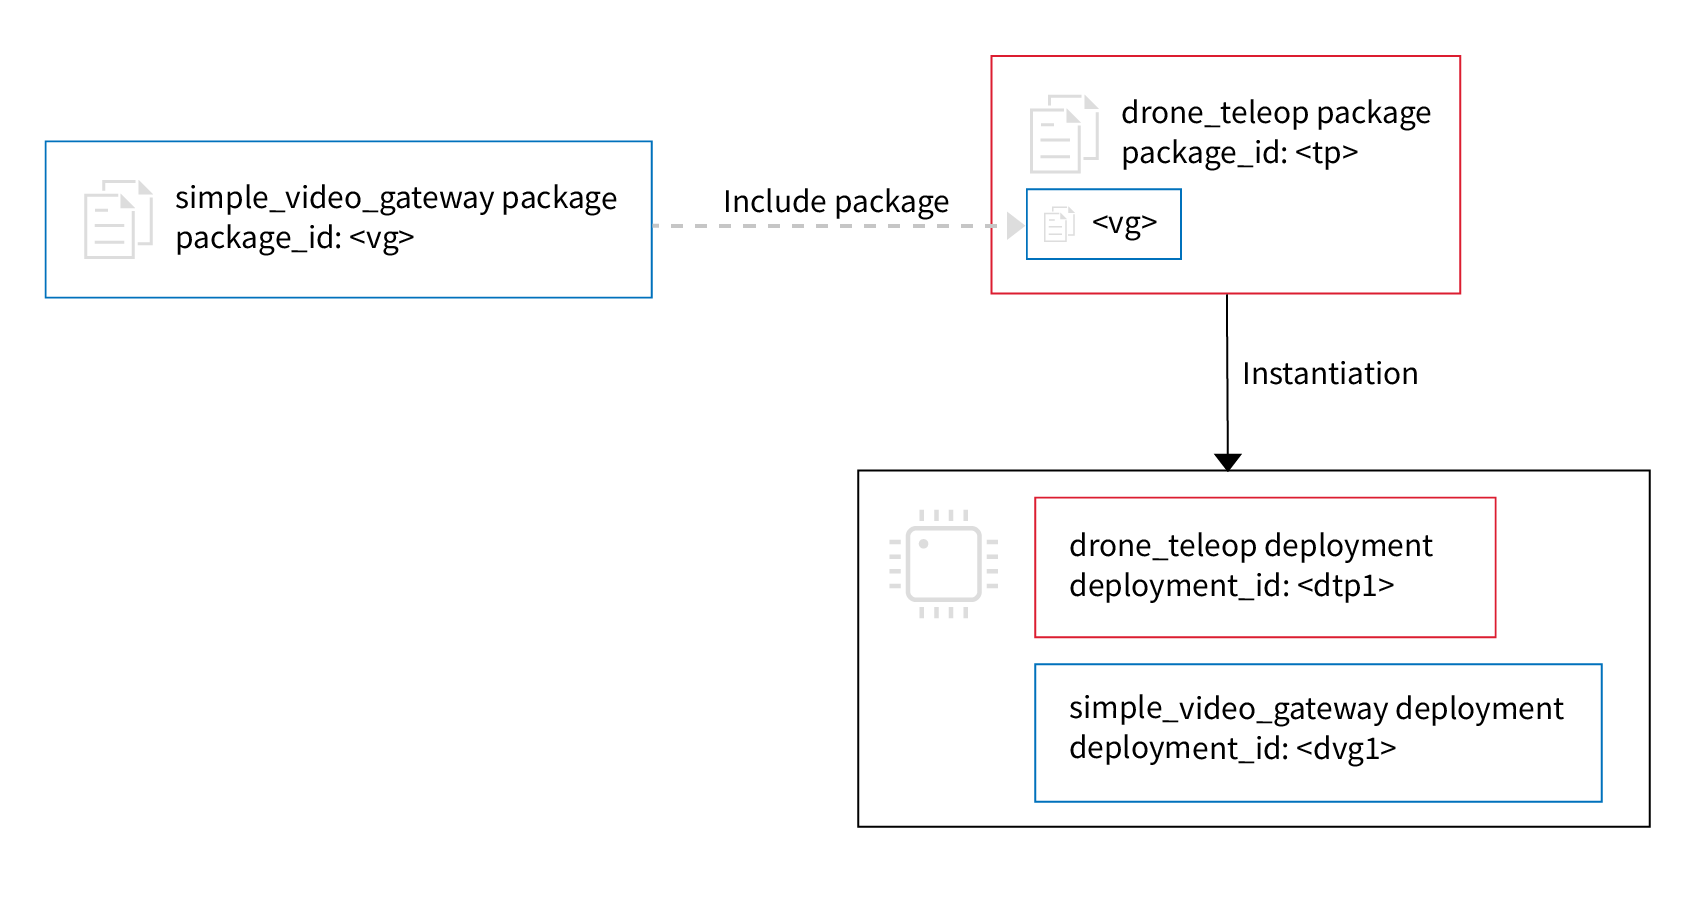 simple_video_gateway package
package_id: <vg>
Include package
drone_teleop package
package_id: <tp>
<vg>
Instantiation
drone_teleop deployment
deployment_id: <dtp1>
simple_video_gateway deployment
deployment_id: <dvg1>